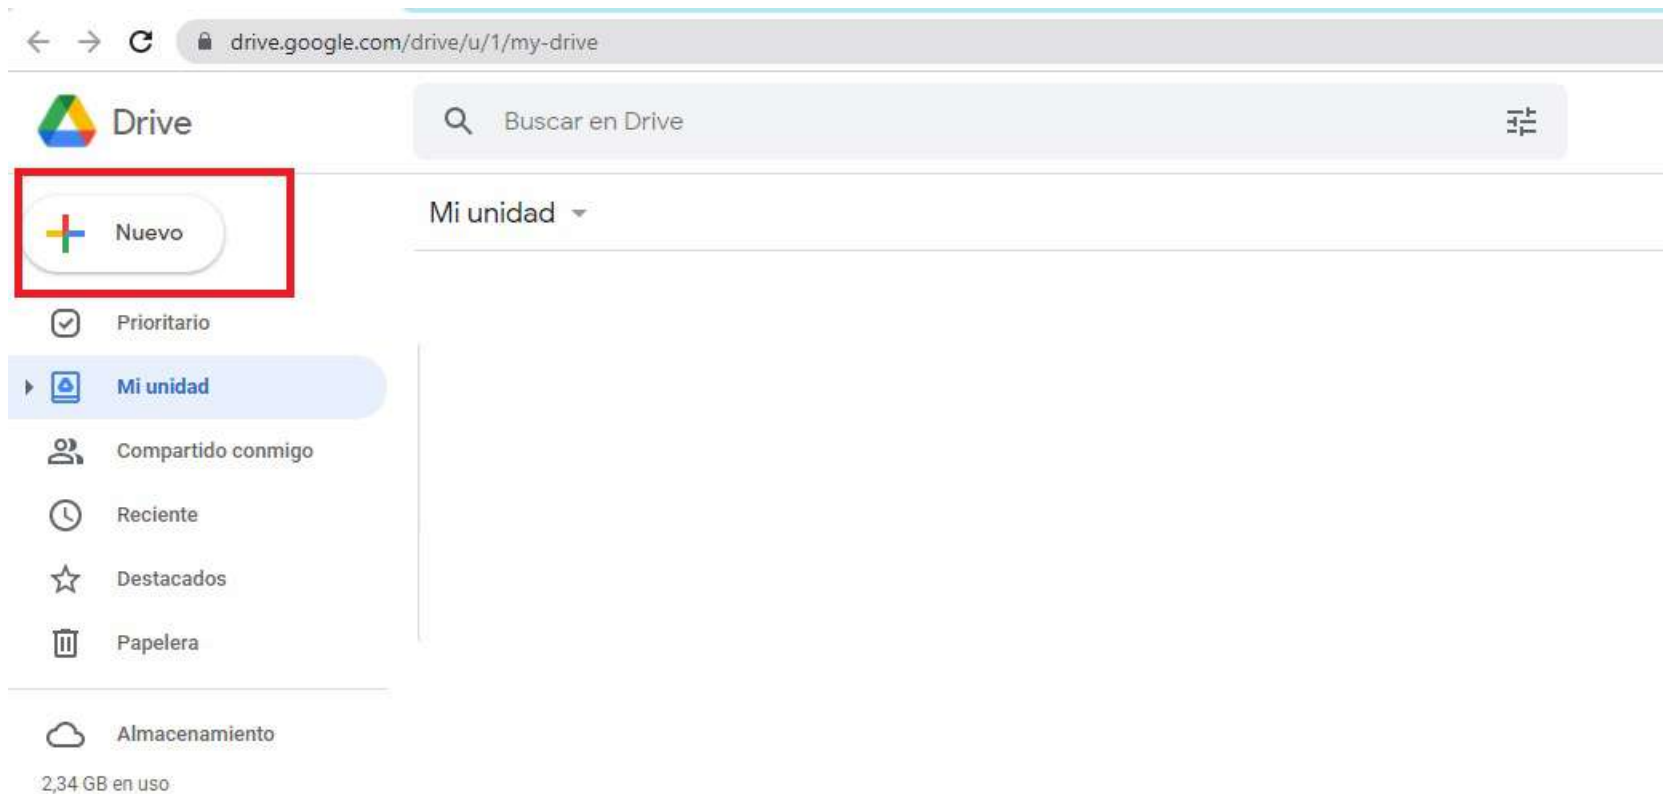 drive.google.com/drive/u/1/my-drive
Drive
Buscar en Drive
Nuevo
Mi unidad
Prioritario
Mi unidad
Compartido conmigo
Reciente
Destacados
Papelera
Almacenamiento
2,34 GB en uso